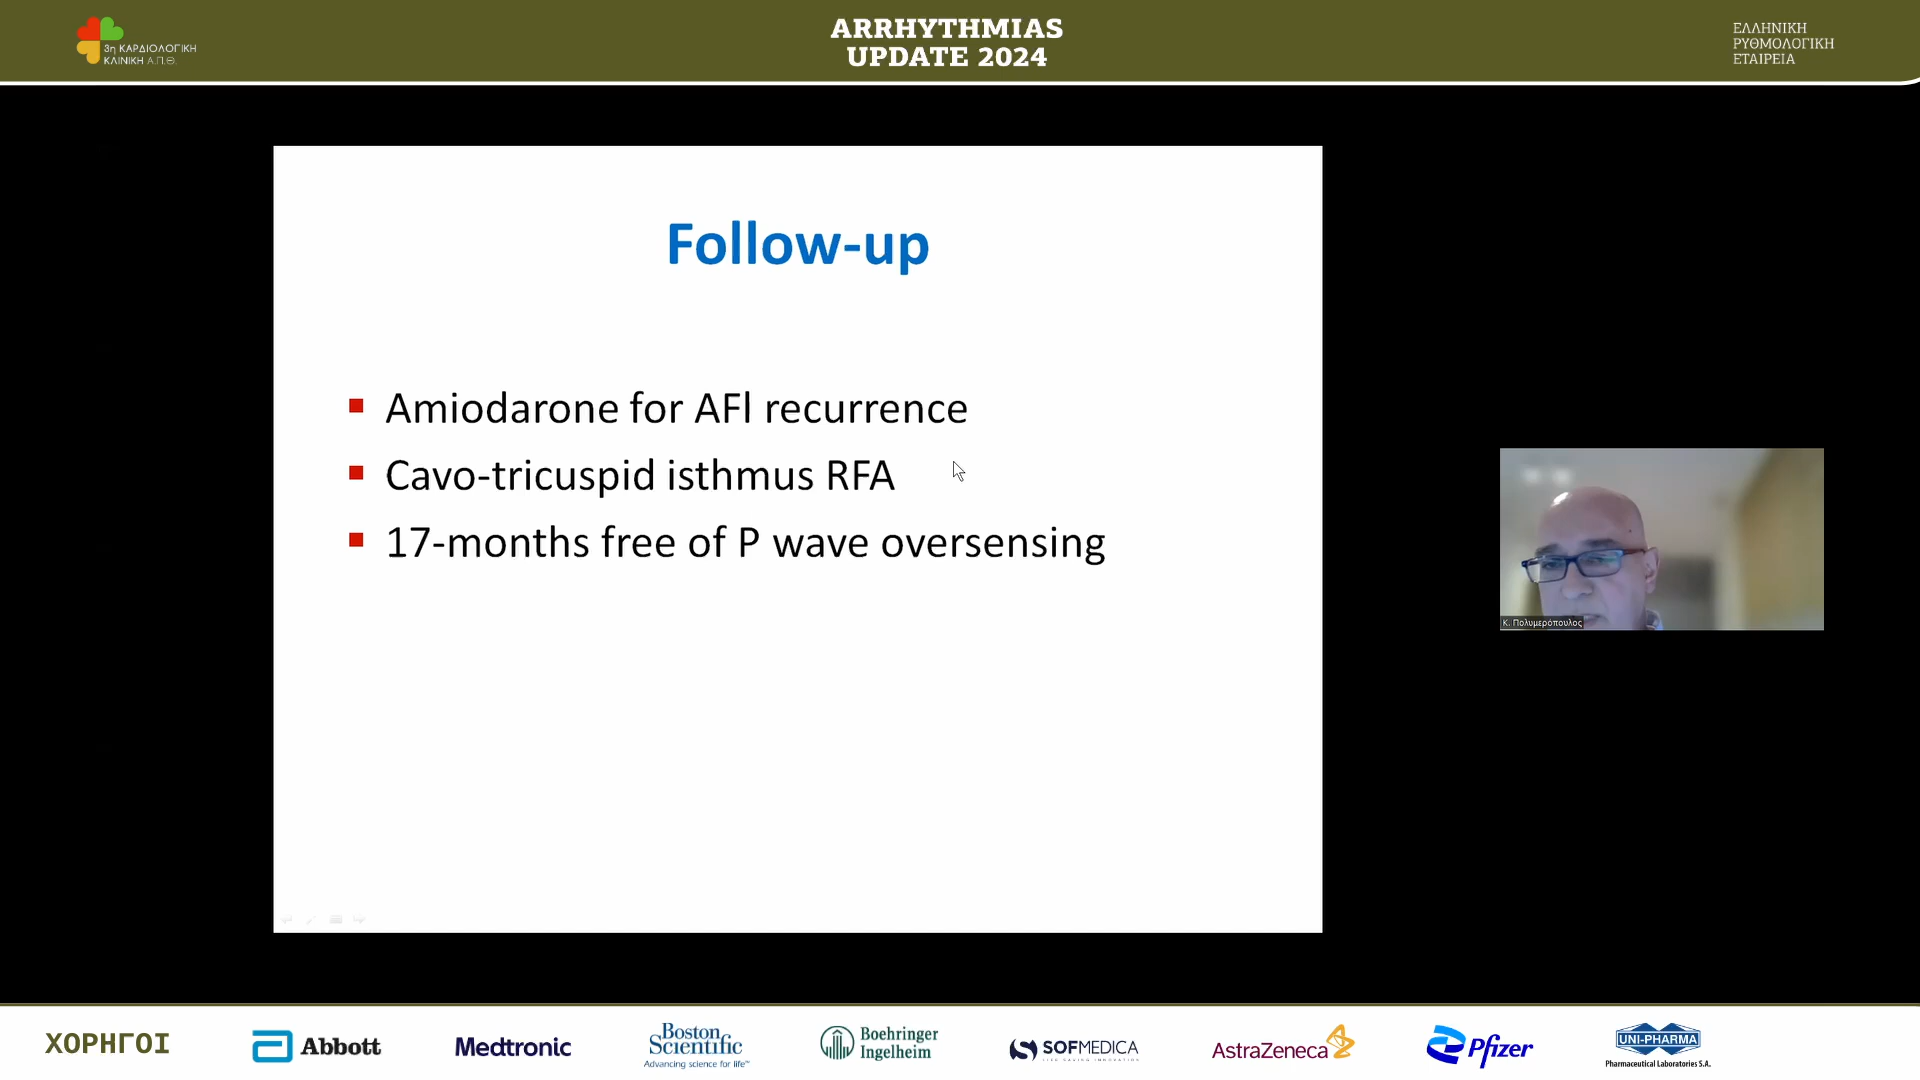 3η ΚΑΡΔΙΟΛΟΓΙΚΗ
ΚΛΙΝΙΚΗ Α.Π.Θ.
ARRHYTHMIAS
UPDATE 2024
ΕΛΛΗΝΙΚΗ
ΡΥΘΜΟΛΟΓΙΚΗ
ΕΤΑΙΡΕΙΑ
Follow-up
Amiodarone for AFl recurrence
Cavo-tricuspid isthmus RFA
17-months free of P wave oversensing
Κ. Πολυμερόπουλος
ΧΟΡΗΓΟΙ
Abbott
Medtronic
Boston
Scientific
Advancing science for life™
Boehringer
Ingelheim
SOFMEDICA
AstraZeneca
Pfizer
UNI-PHARMA
Pharmaceutical Laboratories S.A.